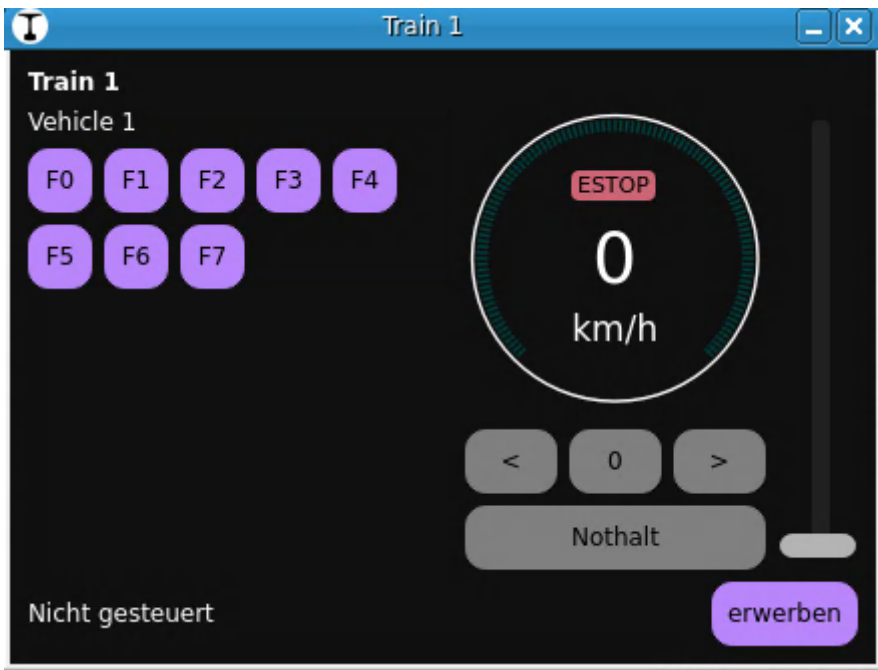 Train 1
Train 1
Vehicle 1
F0 F1 F2 F3 F4
F5 F6 F7
ESTOP
0
km/h
< 0 >
Nothalt
Nicht gesteuert
erwerben